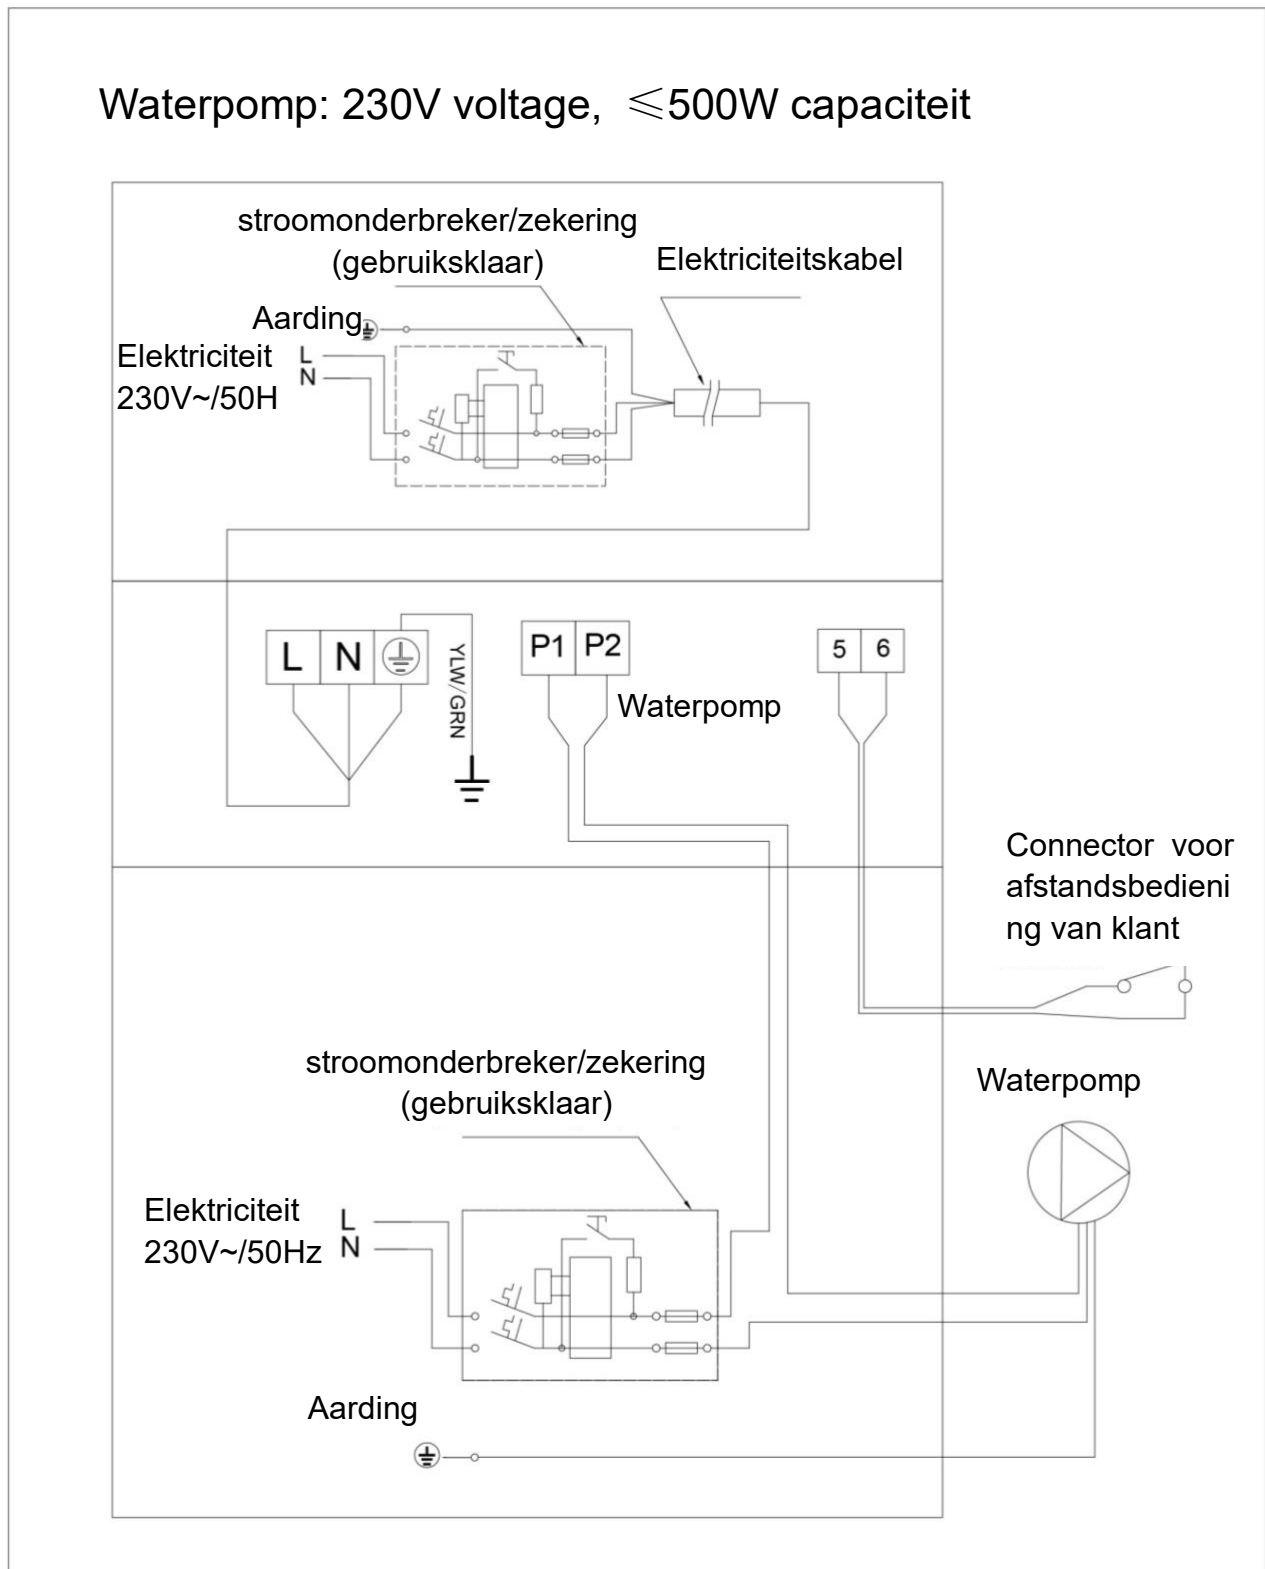 Waterpomp: 230V voltage, ≤500W capaciteit
stroomonderbreker/zekering
(gebruiksklaar)
Elektriciteitskabel
Aarding
Elektriciteit
230V~/50H
L
N
L N
YLW/GRN
P1 P2
Waterpomp
5 6
Connector voor
afstandsbedieni
ng van klant
stroomonderbreker/zekering
(gebruiksklaar)
Waterpomp
Elektriciteit
230V~/50Hz
L
N
Aarding